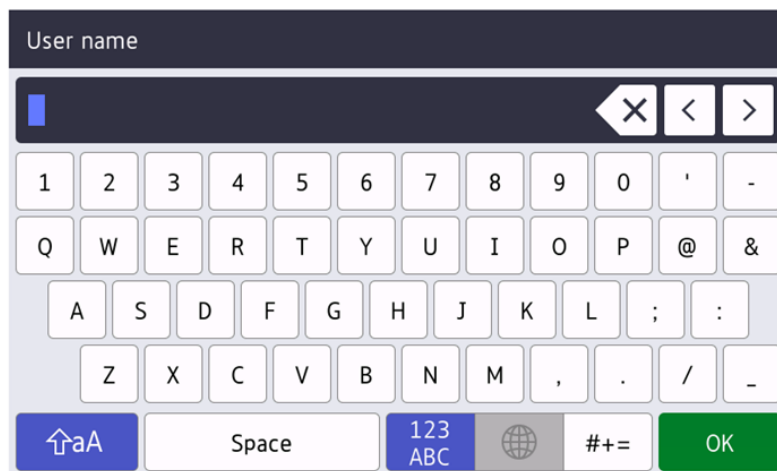 User name
1 2 3 4 5 6 7 8 9 0 ' -
Q W E R T Y U I O P @ &
A S D F G H J K L ; :
Z X C V B N M , . / _
aA Space 123 ABC #+= OK